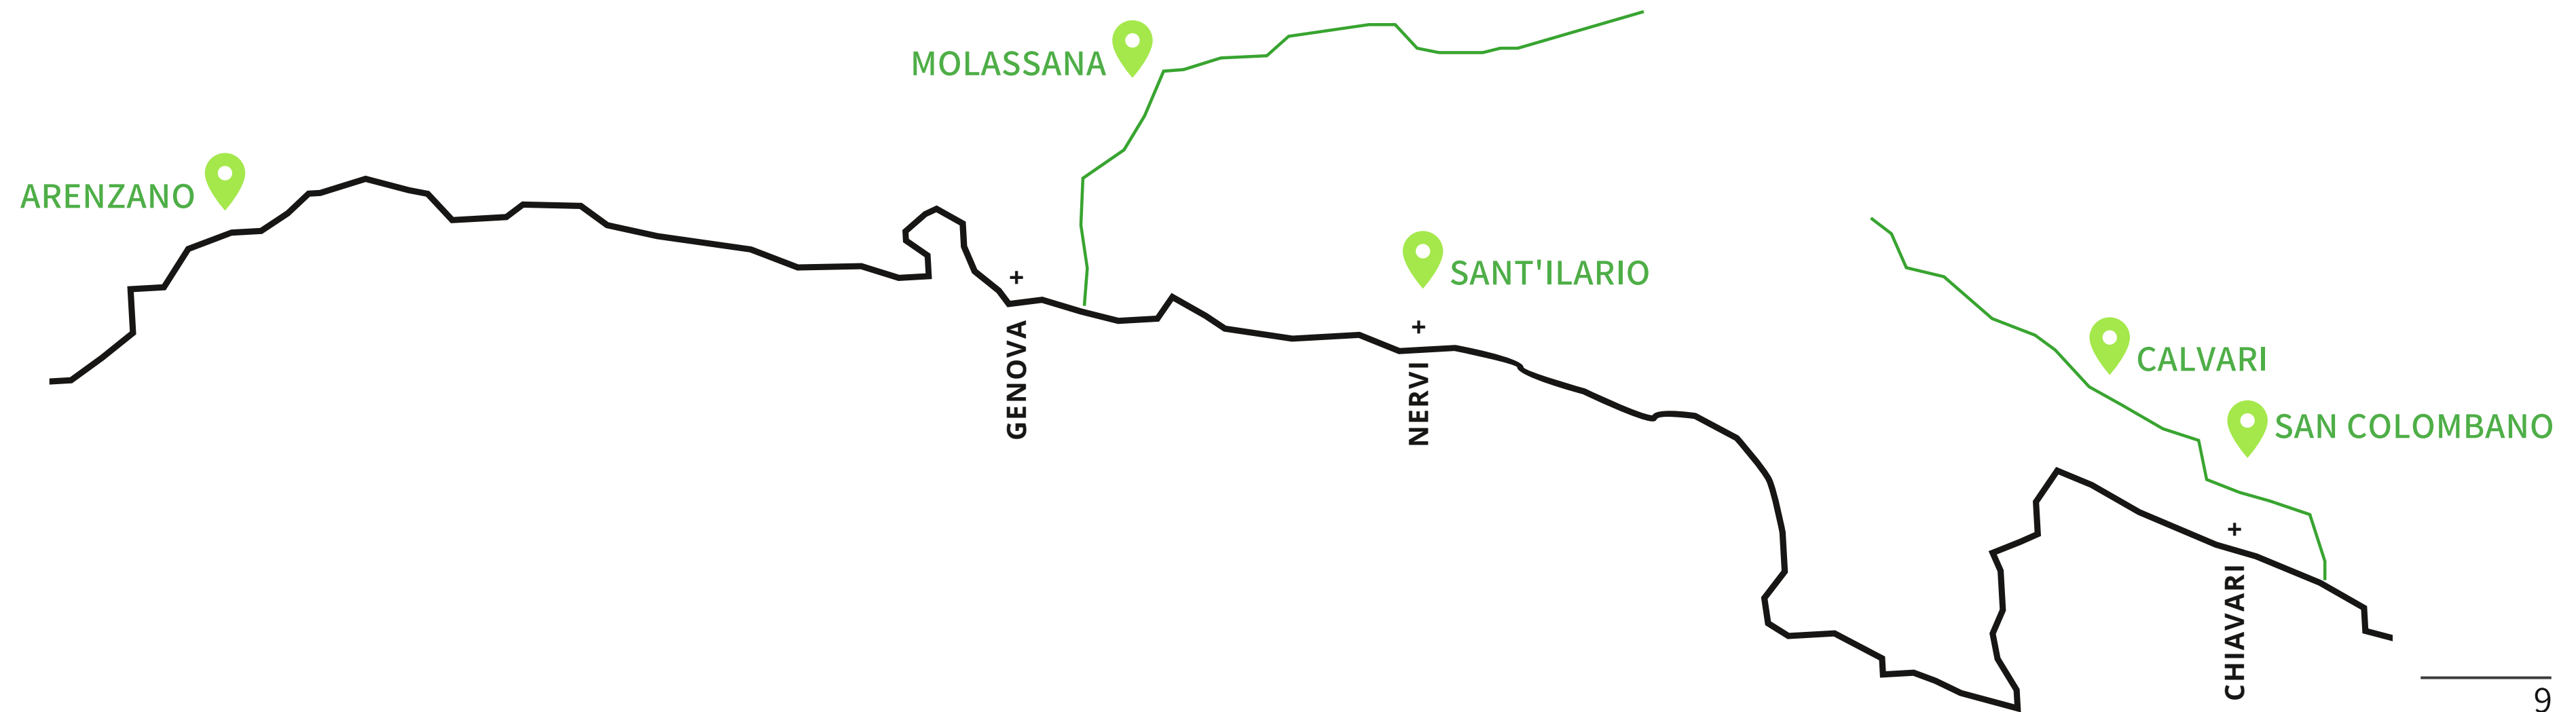 MOLASSANA
ARENZANO
SANT'ILARIO
GENOVA
NERVI
CALVARI
SAN COLOMBANO
CHIAVARI
9